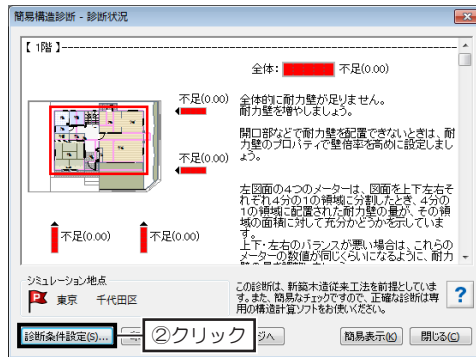 簡易構造診断 - 診断状況
【 1階 】
全体: 不足(0.00)
不足(0.00)
不足(0.00)
不足(0.00)
不足(0.00)
全体的に耐力壁が足りません。
耐力壁を増やしましょう。
開口部などで耐力壁を配置できないときは、耐
力壁のプロパティで壁倍率を高めに設定しまし
ょう。
左図面の4つのメーターは、図面を上下左右そ
れぞれ4分の1の領域に分割したとき、4分の
1の領域に配置された耐力壁の量が、その領
域の面積に対して充分かどうかを示していま
す。
上下・左右のバランスが悪い場合は、これらの
メーターの数値が同じくらいになるように、耐力
シミュレーション地点
東京 千代田区
この診断は、新築木造従来工法を前提としていま
す。また、簡易なチェックですので、正確な診断は専
用の構造計算ソフトをお使いください。
診断条件設定(S)...
②クリック
ジへ
簡易表示(K)
閉じる(C)